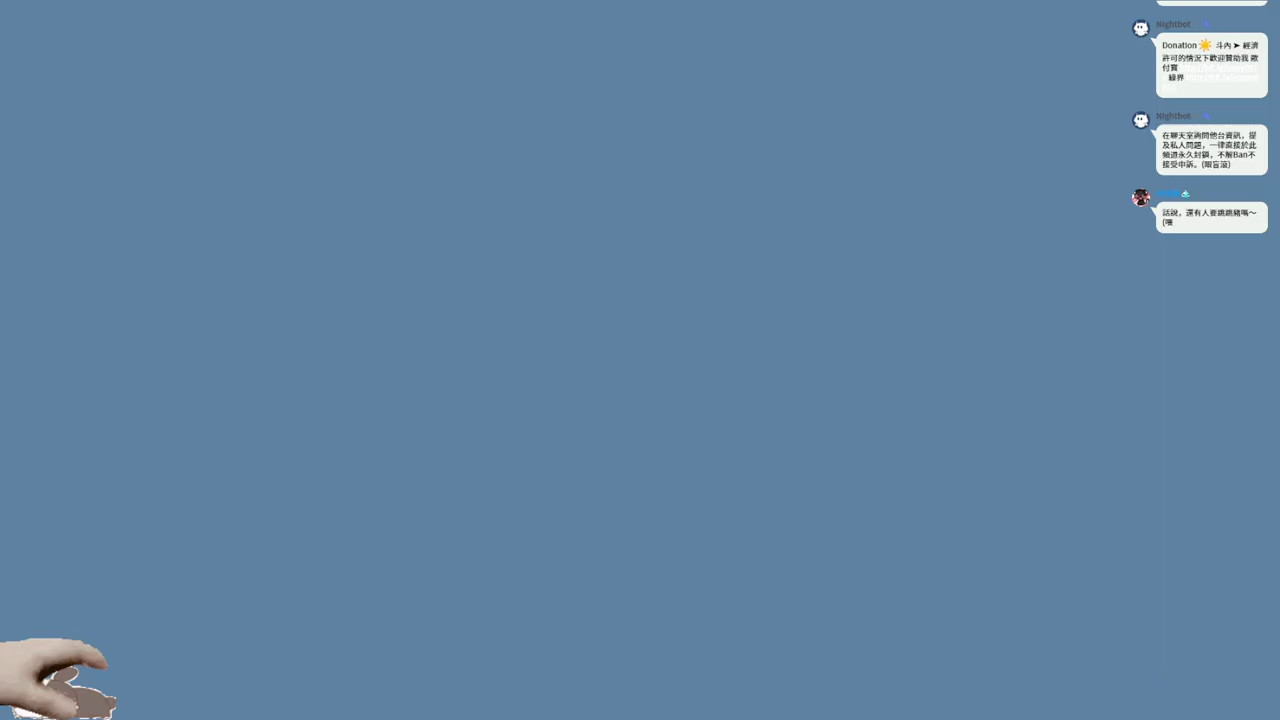 Nightbot
Donation ☀ 斗內 ➤ 經濟
許可的情況下歡迎贊助我 歐
付寶
綠界
Nightbot
在聊天室詢問他台資訊，提
及私人問題，一律直接於此
頻道永久封鎖，不解Ban不
接受申訴。(眼盲滾)
話說，還有人要跳跳豬嗎～
(喂